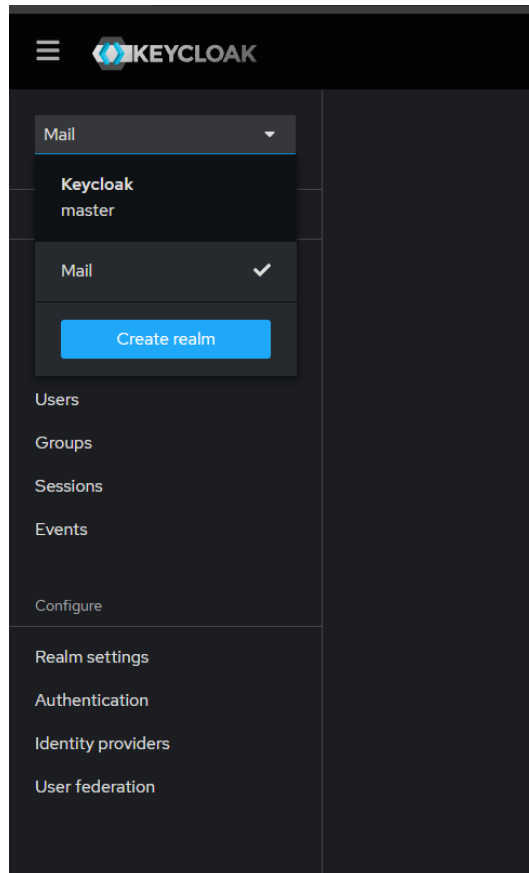 KEYCLOAK
Mail
Keycloak
master
Mail
Create realm
Users
Groups
Sessions
Events
Configure
Realm settings
Authentication
Identity providers
User federation